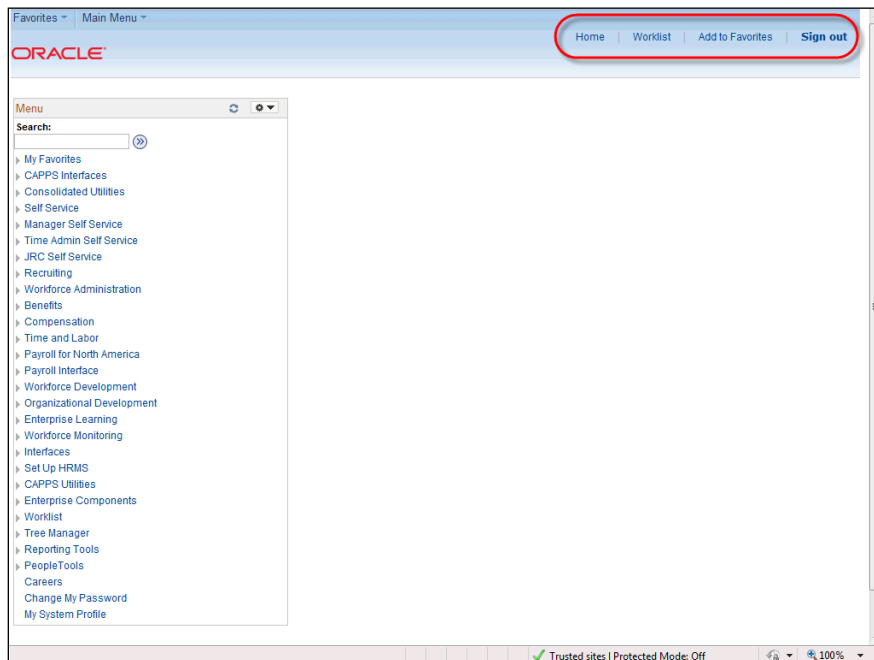 Favorites Main Menu
Home | Worklist | Add to Favorites | Sign out
ORACLE
Menu
Search:
My Favorites
CAPPS Interfaces
Consolidated Utilities
Self Service
Manager Self Service
Time Admin Self Service
JRC Self Service
Recruiting
Workforce Administration
Benefits
Compensation
Time and Labor
Payroll for North America
Payroll Interface
Workforce Development
Organizational Development
Enterprise Learning
Workforce Monitoring
Interfaces
Set Up HRMS
CAPPS Utilities
Enterprise Components
Worklist
Tree Manager
Reporting Tools
PeopleTools
Careers
Change My Password
My System Profile
Trusted sites | Protected Mode: Off 100%